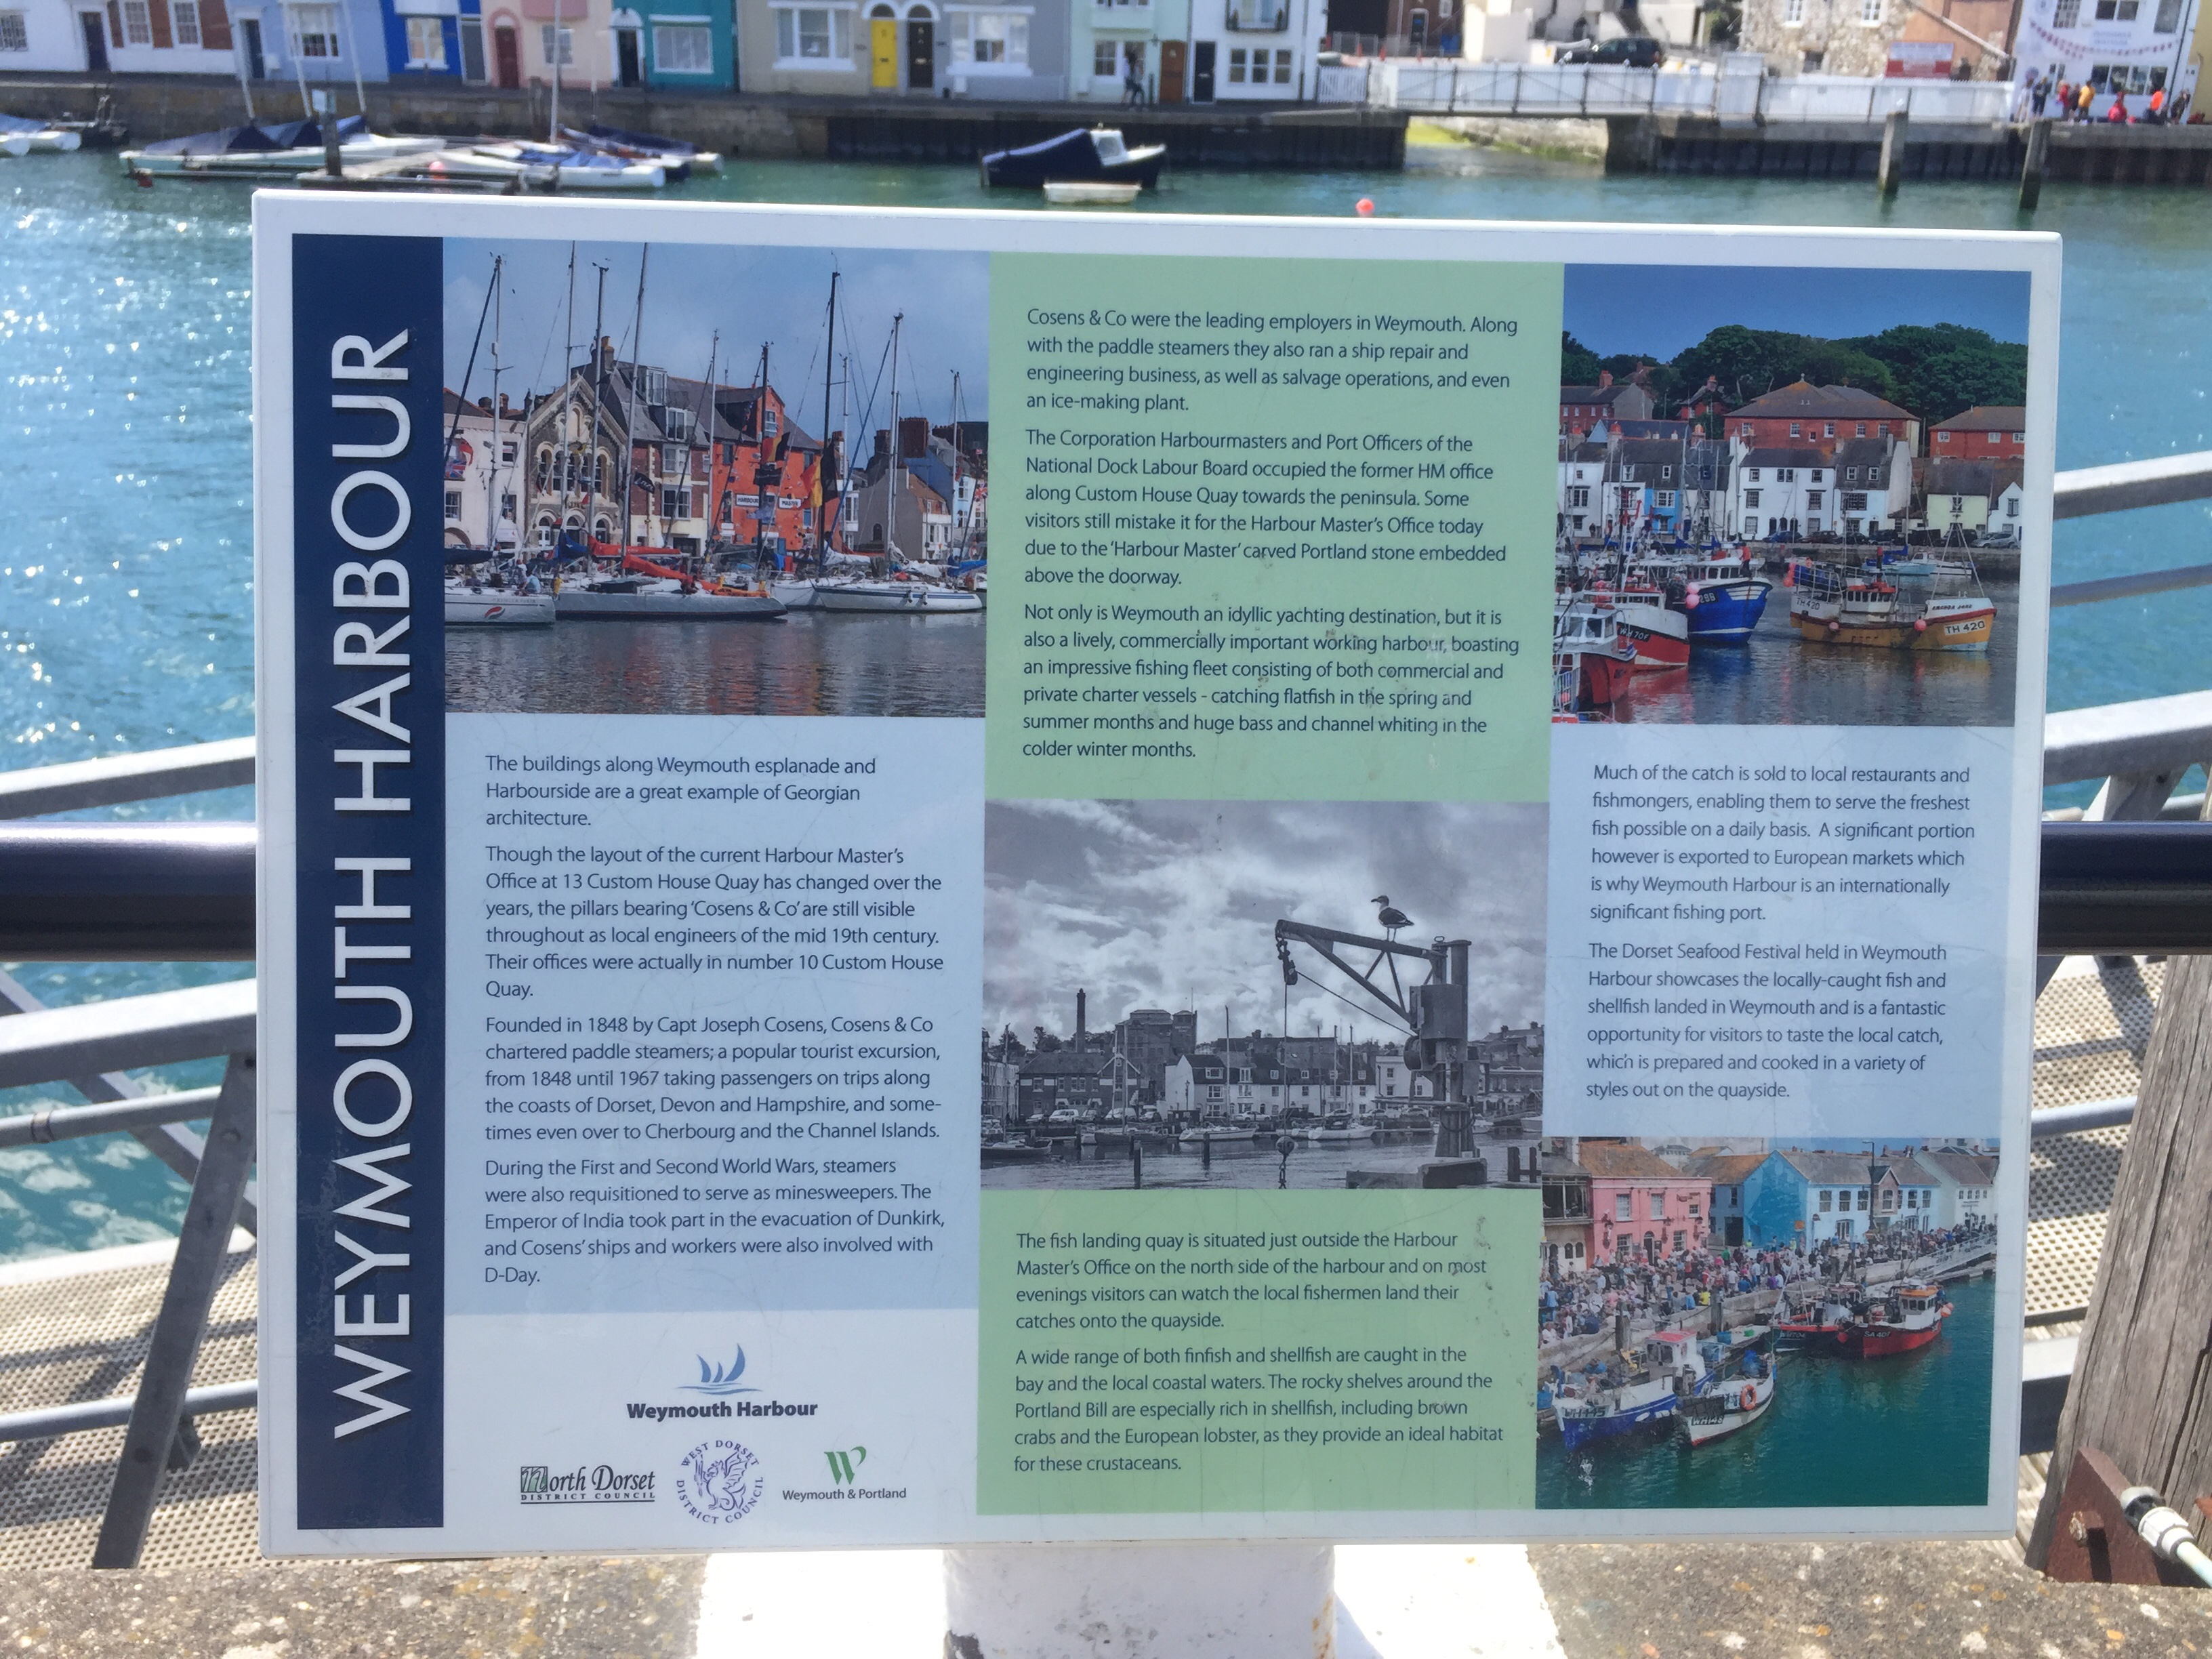 WEYMOUTH HARBOUR
The buildings along Weymouth esplanade and
Harbourside are a great example of Georgian
architecture.
Though the layout of the current Harbour Master's
Office at 13 Custom House Quay has changed over the
years, the pillars bearing 'Cosens & Co' are still visible
throughout as local engineers of the mid 19th century.
Their offices were actually in number 10 Custom House
Quay.
Founded in 1848 by Capt Joseph Cosens, Cosens & Co
chartered paddle steamers; a popular tourist excursion,
from 1848 until 1967 taking passengers on trips along
the coasts of Dorset, Devon and Hampshire, and some-
times even over to Cherbourg and the Channel Islands.
During the First and Second World Wars, steamers
were also requisitioned to serve as minesweepers. The
Emperor of India took part in the evacuation of Dunkirk,
and Cosens' ships and workers were also involved with
D-Day.
Weymouth Harbour
North Dorset
DISTRICT COUNCIL
WEST DORSET
DISTRICT COUNCIL
Weymouth & Portland
Cosens & Co were the leading employers in Weymouth. Along
with the paddle steamers they also ran a ship repair and
engineering business, as well as salvage operations, and even
an ice-making plant.
The Corporation Harbourmasters and Port Officers of the
National Dock Labour Board occupied the former HM office
along Custom House Quay towards the peninsula. Some
visitors still mistake it for the Harbour Master's Office today
due to the 'Harbour Master' carved Portland stone embedded
above the doorway.
Not only is Weymouth an idyllic yachting destination, but it is
also a lively, commercially important working harbour, boasting
an impressive fishing fleet consisting of both commercial and
private charter vessels - catching flatfish in the spring and
summer months and huge bass and channel whiting in the
colder winter months.
The fish landing quay is situated just outside the Harbour
Master's Office on the north side of the harbour and on most
evenings visitors can watch the local fishermen land their
catches onto the quayside.
A wide range of both finfish and shellfish are caught in the
bay and the local coastal waters. The rocky shelves around the
Portland Bill are especially rich in shellfish, including brown
crabs and the European lobster, as they provide an ideal habitat
for these crustaceans.
TH 420
TH 420
Much of the catch is sold to local restaurants and
fishmongers, enabling them to serve the freshest
fish possible on a daily basis. A significant portion
however is exported to European markets which
is why Weymouth Harbour is an internationally
significant fishing port.
The Dorset Seafood Festival held in Weymouth
Harbour showcases the locally-caught fish and
shellfish landed in Weymouth and is a fantastic
opportunity for visitors to taste the local catch,
which is prepared and cooked in a variety of
styles out on the quayside.